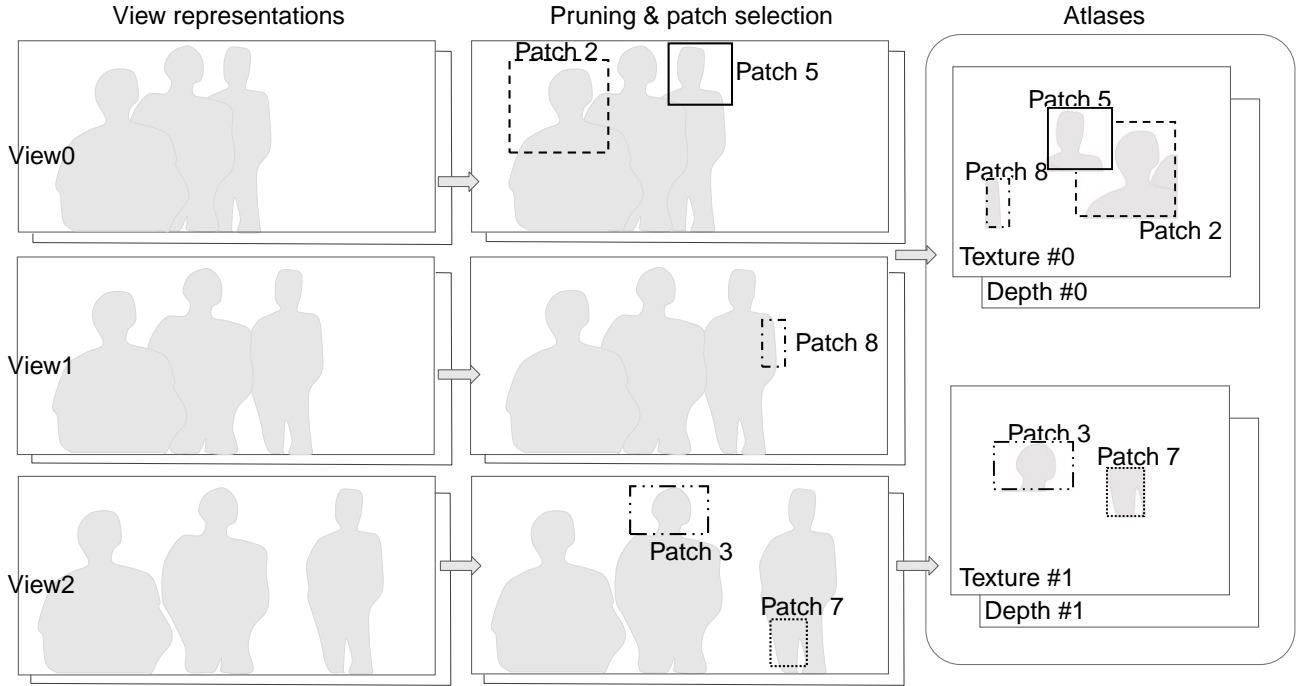 View representations
Pruning & patch selection
Atlases
Patch 2
Patch 5
View0
Patch 5
Patch 8
Patch 2
Texture #0
Depth #0
Patch 8
View1
Patch 3
Patch 7
Texture #1
Depth #1
Patch 3
View2
Patch 7